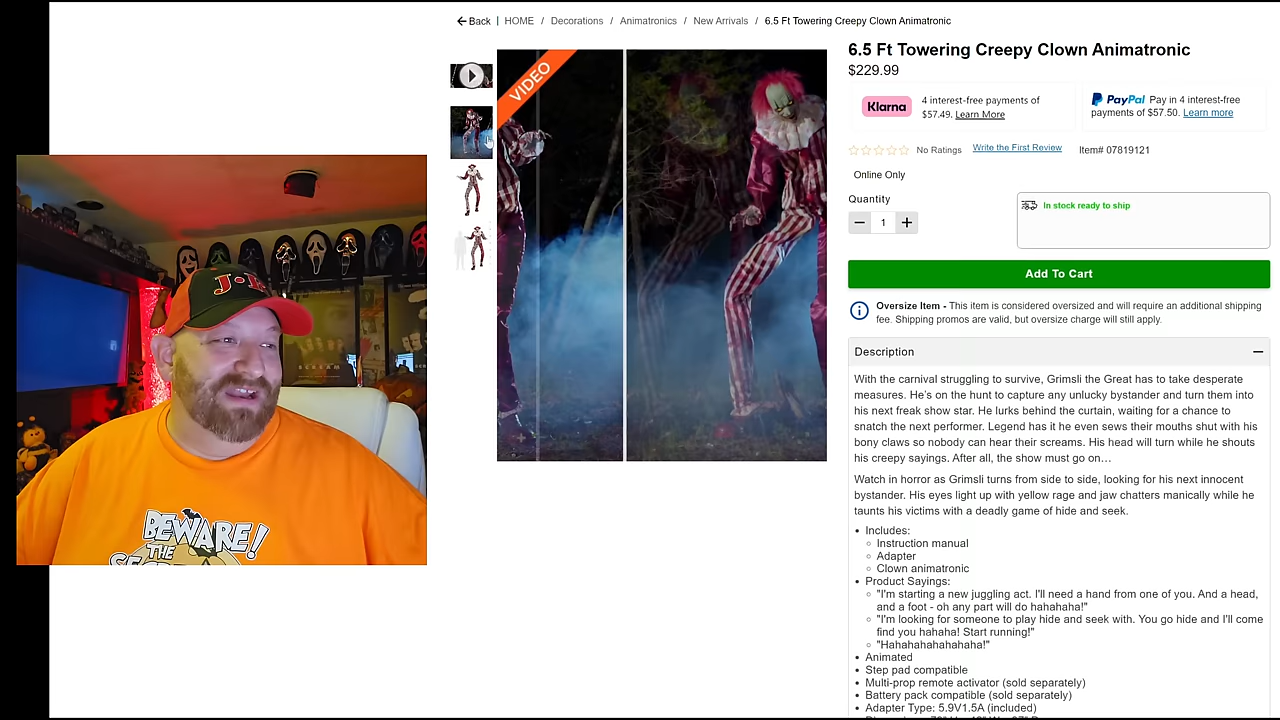 Back | HOME / Decorations / Animatronics / New Arrivals / 6.5 Ft Towering Creepy Clown Animatronic
6.5 Ft Towering Creepy Clown Animatronic
$229.99
Klarna
4 interest-free payments of
$57.49. Learn More
PayPal Pay in 4 interest-free
payments of $57.50. Learn more
No Ratings
Write the First Review
Item# 07819121
Online Only
Quantity
In stock ready to ship
− 1 +
Add To Cart
Oversize Item - This item is considered oversized and will require an additional shipping
fee. Shipping promos are valid, but oversize charge will still apply.
Description
With the carnival struggling to survive, Grimsli the Great has to take desperate
measures. He's on the hunt to capture any unlucky bystander and turn them into
his next freak show star. He lurks behind the curtain, waiting for a chance to
snatch the next performer. Legend has it he even sews their mouths shut with his
bony claws so nobody can hear their screams. His head will turn while he shouts
his creepy sayings. After all, the show must go on…
Watch in horror as Grimsli turns from side to side, looking for his next innocent
bystander. His eyes light up with yellow rage and jaw chatters manically while he
taunts his victims with a deadly game of hide and seek.
Includes:
Instruction manual
Adapter
Clown animatronic
Product Sayings:
"I'm starting a new juggling act. I'll need a hand from one of you. And a head,
and a foot - oh any part will do hahahaha!"
"I'm looking for someone to play hide and seek with. You go hide and I'll come
find you hahaha! Start running!"
"Hahahahahahahaha!"
Animated
Step pad compatible
Multi-prop remote activator (sold separately)
Battery pack compatible (sold separately)
Adapter Type: 5.9V1.5A (included)
VIDEO
SCREAM
BEWARE!
THE